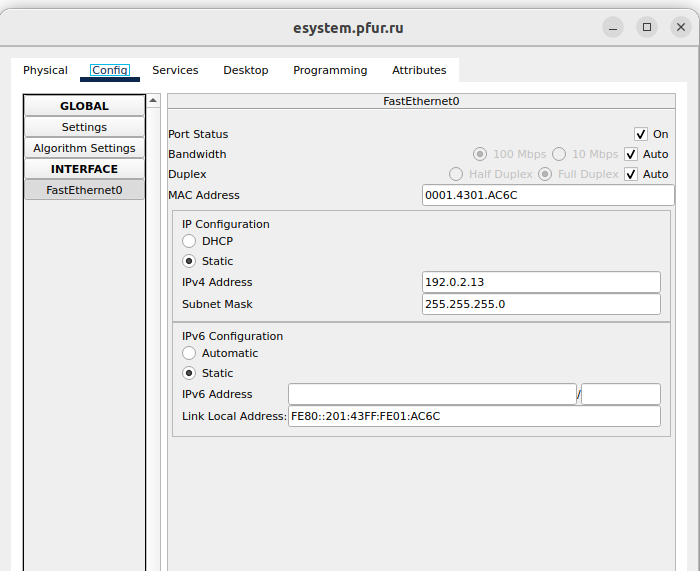 esystem.pfur.ru
Physical Config Services Desktop Programming Attributes
GLOBAL
Settings
Algorithm Settings
INTERFACE
FastEthernet0
FastEthernet0
Port Status On
Bandwidth 100 Mbps 10 Mbps Auto
Duplex Half Duplex Full Duplex Auto
MAC Address 0001.4301.AC6C
IP Configuration
DHCP
Static
IPv4 Address 192.0.2.13
Subnet Mask 255.255.255.0
IPv6 Configuration
Automatic
Static
IPv6 Address /
Link Local Address: FE80::201:43FF:FE01:AC6C